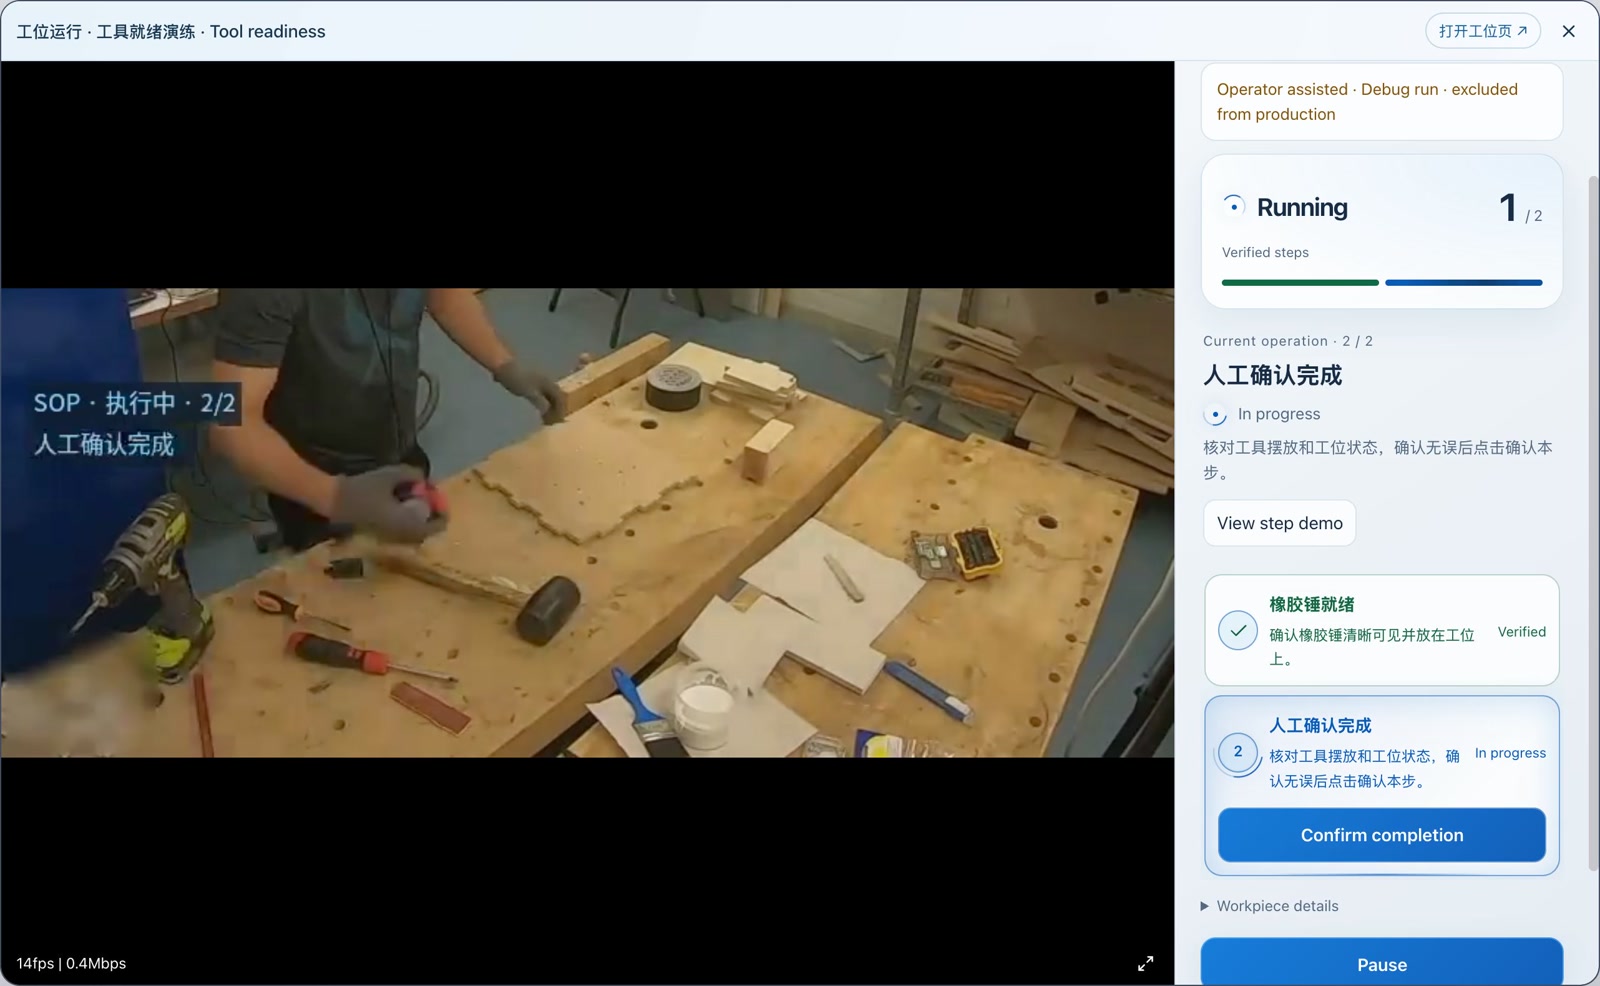 工位运行 · 工具就绪演练 · Tool readiness
打开工位页 ↗
Operator assisted · Debug run · excluded
from production
Running
1 / 2
Verified steps
Current operation · 2 / 2
人工确认完成
In progress
核对工具摆放和工位状态，确认无误后点击确认本
步。
View step demo
橡胶锤就绪
确认橡胶锤清晰可见并放在工位
上。
Verified
2
人工确认完成
核对工具摆放和工位状态，确
认无误后点击确认本步。
In progress
Confirm completion
Workpiece details
Pause
SOP · 执行中 · 2/2
人工确认完成
14fps | 0.4Mbps